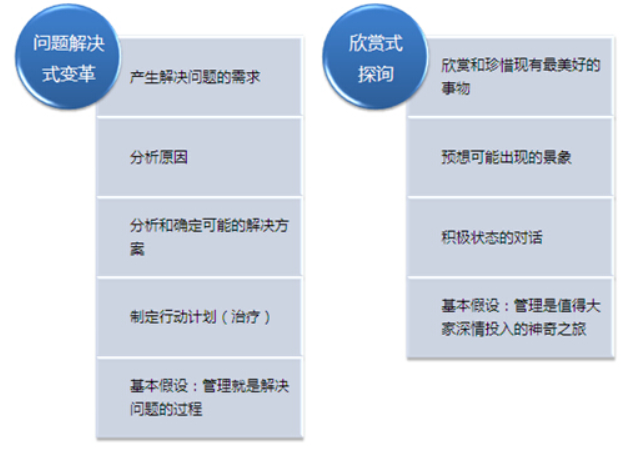 问题解决
式变革
产生解决问题的需求
分析原因
分析和确定可能的解决方
案
制定行动计划（治疗）
基本假设：管理就是解决
问题的过程
欣赏式
探询
欣赏和珍惜现有最美好的
事物
预想可能出现的景象
积极状态的对话
基本假设：管理是值得大
家深情投入的神奇之旅